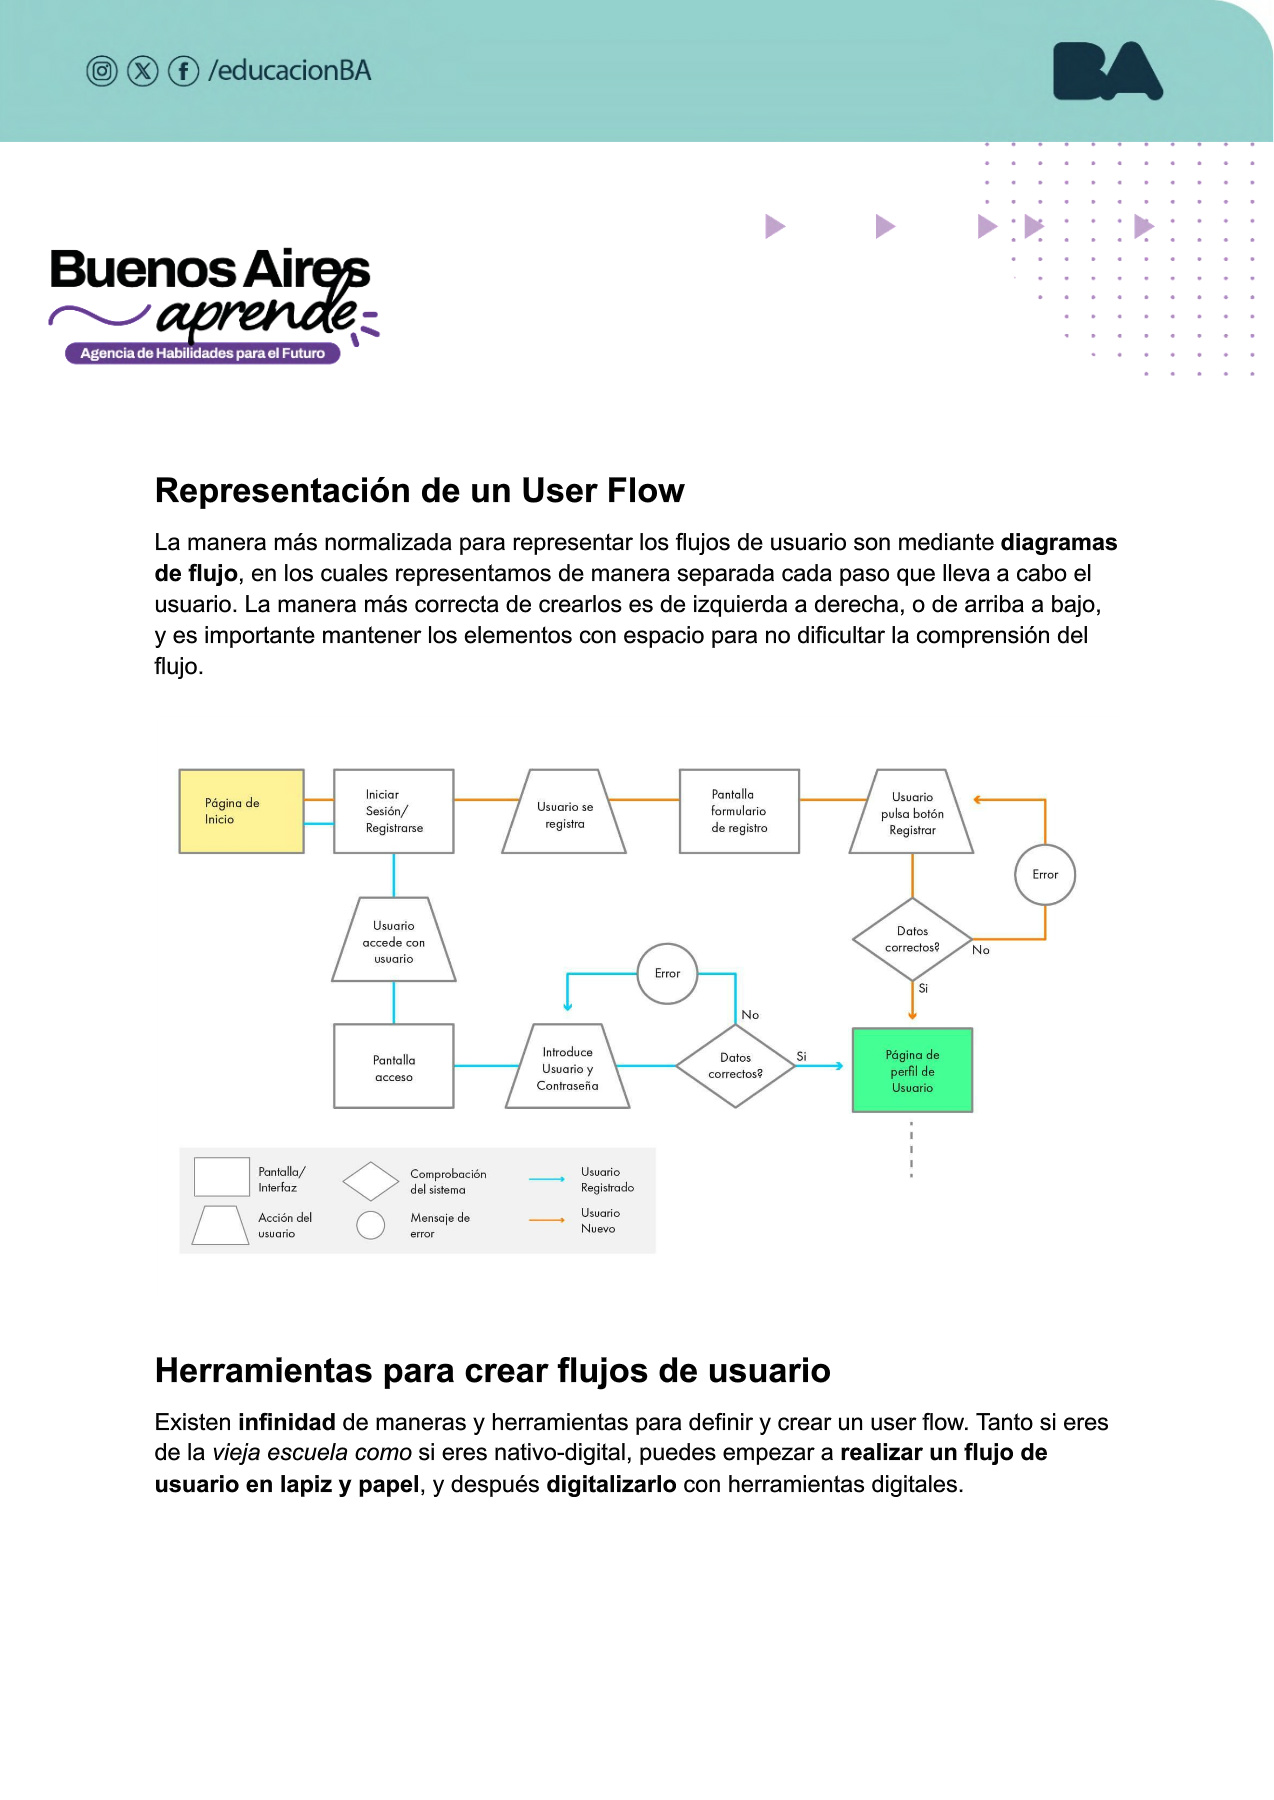 /educacionBA
BA
Buenos Aires
aprende
Agencia de Habilidades para el Futuro
Representación de un User Flow
La manera más normalizada para representar los flujos de usuario son mediante diagramas
de flujo, en los cuales representamos de manera separada cada paso que lleva a cabo el
usuario. La manera más correcta de crearlos es de izquierda a derecha, o de arriba a bajo,
y es importante mantener los elementos con espacio para no dificultar la comprensión del
flujo.
Página de
Inicio
Iniciar
Sesión/
Registrarse
Usuario se
registra
Pantalla
formulario
de registro
Usuario
pulsa botón
Registrar
Error
Datos
correctos?
No
Si
Usuario
accede con
usuario
Error
No
Pantalla
acceso
Introduce
Usuario y
Contraseña
Datos
correctos?
Si
Página de
perfil de
Usuario
Pantalla/
Interfaz
Comprobación
del sistema
Usuario
Registrado
Acción del
usuario
Mensaje de
error
Usuario
Nuevo
Herramientas para crear flujos de usuario
Existen infinidad de maneras y herramientas para definir y crear un user flow. Tanto si eres
de la vieja escuela como si eres nativo-digital, puedes empezar a realizar un flujo de
usuario en lapiz y papel, y después digitalizarlo con herramientas digitales.